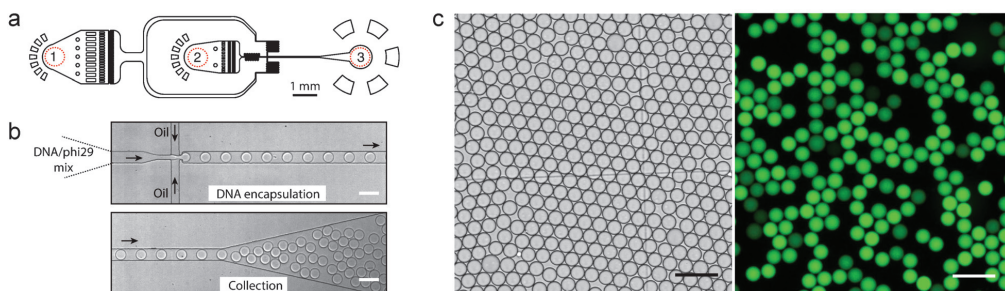 a
1
2
3
1 mm
b
Oil
DNA/phi29
mix
Oil
DNA encapsulation
Collection
c